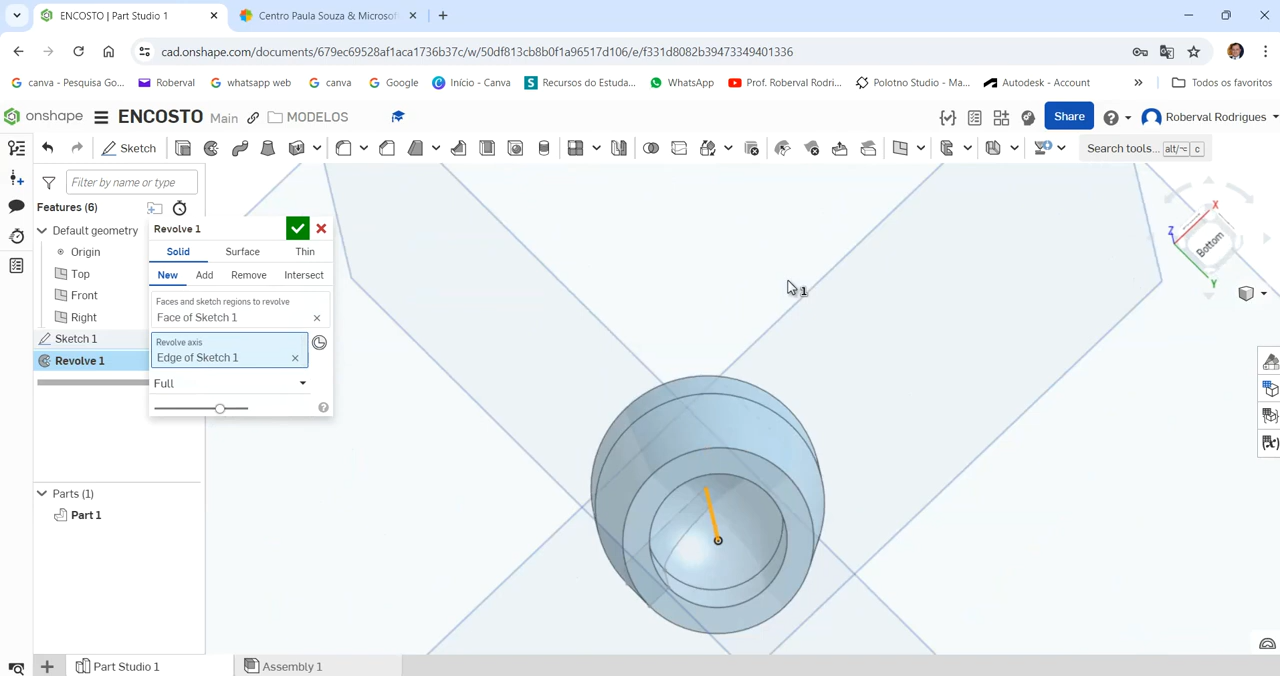 ENCOSTO | Part Studio 1
Centro Paula Souza & Microsof
cad.onshape.com/documents/679ec69528af1aca1736b37c/w/50df813cb8b0f1a96517d106/e/f331d8082b39473349401336
canva - Pesquisa Go...
Roberval
whatsapp web
canva
Google
Início - Canva
Recursos do Estuda...
WhatsApp
Prof. Roberval Rodri...
Polotno Studio - Ma...
Autodesk - Account
Todos os favoritos
onshape
ENCOSTO
Main
MODELOS
Share
Roberval Rodrigues
Sketch
Search tools...
alt/⌥
c
Filter by name or type
Features (6)
Default geometry
Origin
Top
Front
Right
Sketch 1
Revolve 1
Revolve 1
Solid
Surface
Thin
New
Add
Remove
Intersect
Faces and sketch regions to revolve
Face of Sketch 1
Revolve axis
Edge of Sketch 1
Full
Parts (1)
Part 1
1
X
Z
Bottom
Y
Part Studio 1
Assembly 1